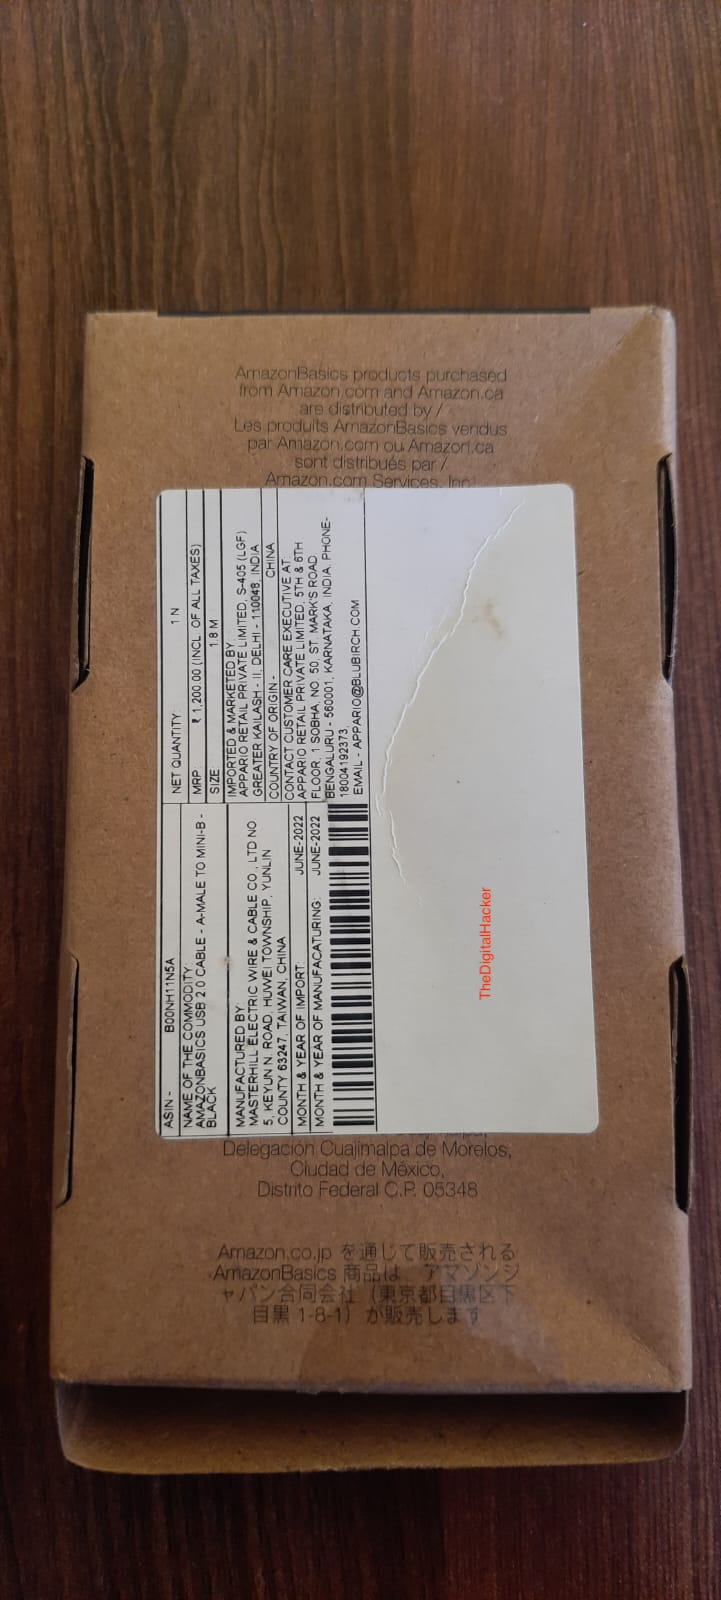 AmazonBasics products purchased
from Amazon.com and Amazon.ca
are distributed by /
Les produits AmazonBasics vendus
par Amazon.com ou Amazon.ca
sont distribués par /
Amazon.com Services, Inc.
ASIN - B00NH11N5A
NAME OF THE COMMODITY:
AMAZONBASICS USB 2.0 CABLE - A-MALE TO MINI-B -
BLACK
MANUFACTURED BY:
MASTERHILL ELECTRIC WIRE & CABLE CO., LTD NO
5, KEYUN N. ROAD, HUWEI TOWNSHIP, YUNLIN
COUNTY 63247, TAIWAN, CHINA
MONTH & YEAR OF IMPORT: JUNE-2022
MONTH & YEAR OF MANUFACATURING: JUNE-2022
NET QUANTITY: 1 N
MRP: ₹ 1,200.00 (INCL. OF ALL TAXES)
SIZE: 1.8 M
IMPORTED & MARKETED BY:
APPARIO RETAIL PRIVATE LIMITED, S-405 (LGF)
GREATER KAILASH - II, DELHI - 110048, INDIA
COUNTRY OF ORIGIN - CHINA
CONTACT CUSTOMER CARE EXECUTIVE AT
APPARIO RETAIL PRIVATE LIMITED, 5TH & 6TH
FLOOR, 1 SOBHA, NO. 50, ST. MARK'S ROAD
BENGALURU - 560001, KARNATAKA, INDIA, PHONE-
18004192373,
EMAIL - APPARIO@BLUBIRCH.COM
TheDigitalHacker
Delegación Cuajimalpa de Morelos,
Ciudad de México,
Distrito Federal C.P. 05348
Amazon.co.jp を通じて販売される
AmazonBasics 商品は、アマゾンジ
ャパン合同会社（東京都目黒区下
目黒 1-8-1）が販売します